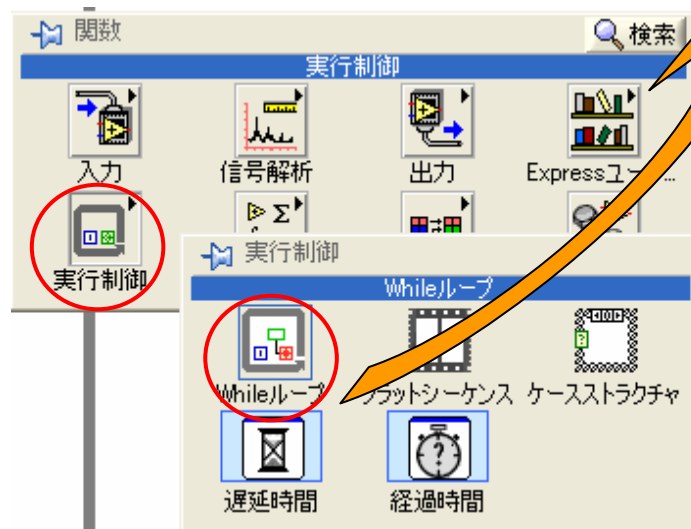 関数
検索
実行制御
入力
信号解析
出力
Expressユー...
実行制御
実行制御
Whileループ
Whileループ
フラットシーケンス
ケースストラクチャ
遅延時間
経過時間